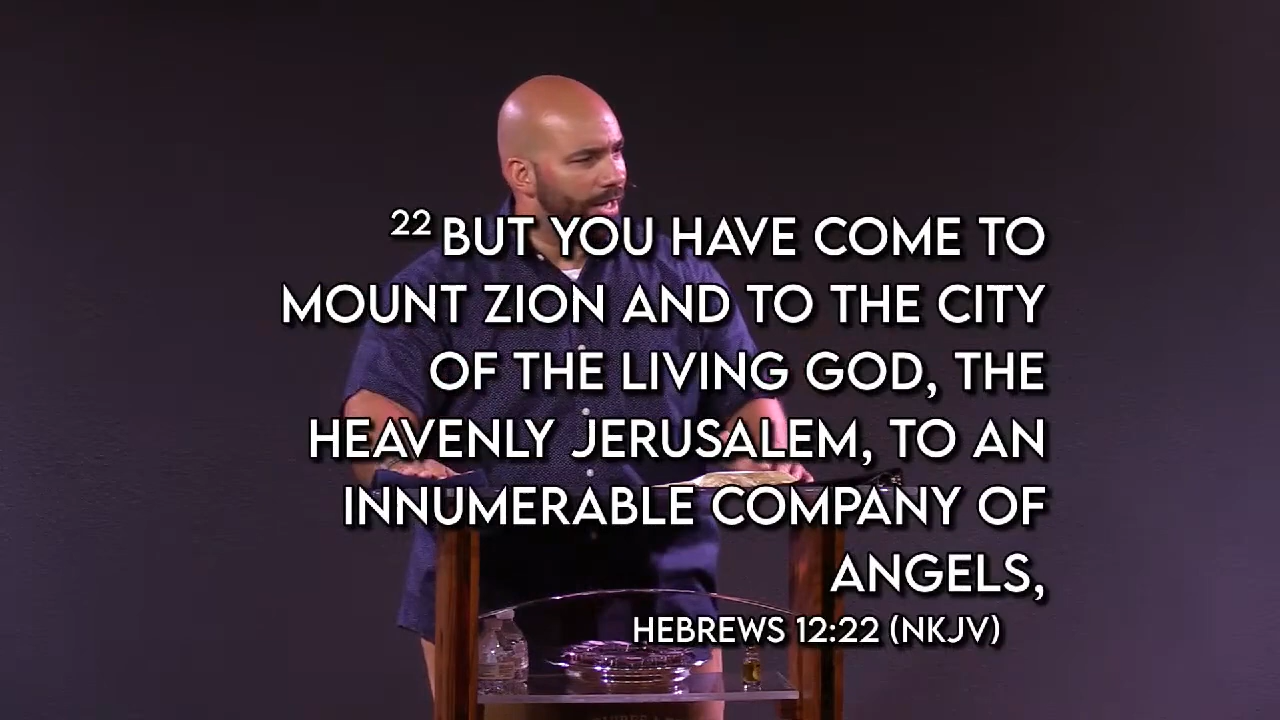 22 BUT YOU HAVE COME TO
MOUNT ZION AND TO THE CITY
OF THE LIVING GOD, THE
HEAVENLY JERUSALEM, TO AN
INNUMERABLE COMPANY OF
ANGELS,
HEBREWS 12:22 (NKJV)